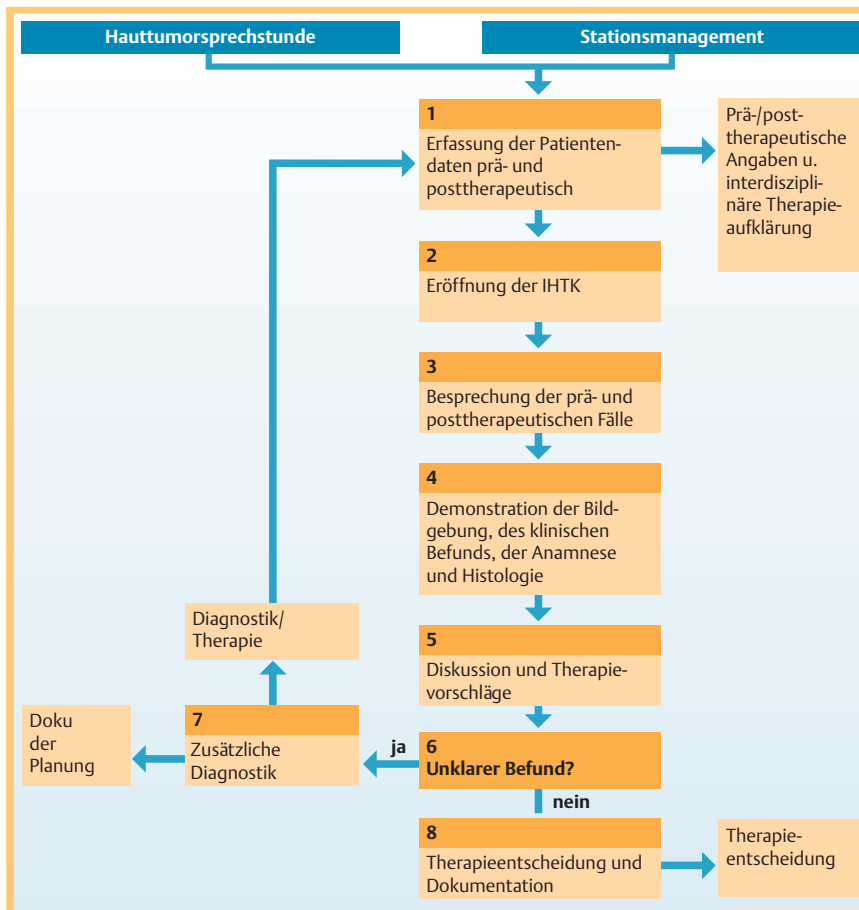 Hauttumorsprechstunde
Stationsmanagement
1
Erfassung der Patienten-
daten prä- und
posttherapeutisch
Prä-/post-
therapeutische
Angaben u.
interdiszipli-
näre Therapie-
aufklärung
2
Eröffnung der IHTK
3
Besprechung der prä- und
posttherapeutischen Fälle
4
Demonstration der Bild-
gebung, des klinischen
Befunds, der Anamnese
und Histologie
Diagnostik/
Therapie
5
Diskussion und Therapie-
vorschläge
Doku
der
Planung
7
Zusätzliche
Diagnostik
ja
6
Unklarer Befund?
nein
8
Therapieentscheidung und
Dokumentation
Therapie-
entscheidung